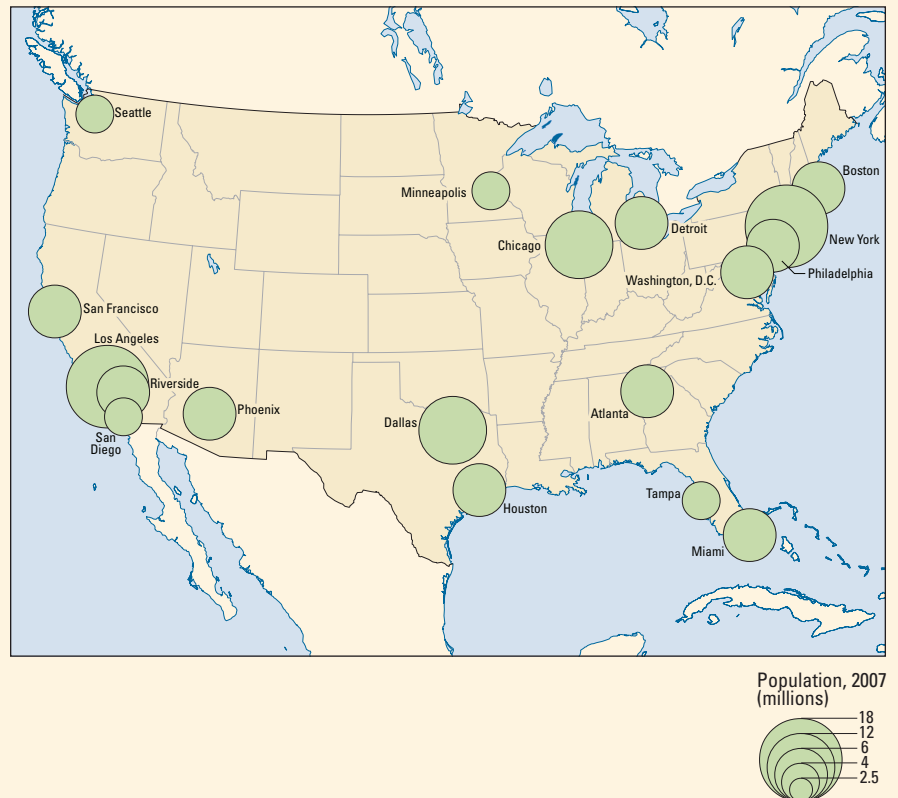 Seattle
Boston
Minneapolis
Detroit
New York
Chicago
Philadelphia
Washington, D.C.
San Francisco
Los Angeles
Riverside
Phoenix
Atlanta
Dallas
San
Diego
Tampa
Houston
Miami
Population, 2007
(millions)
18
12
6
4
2.5